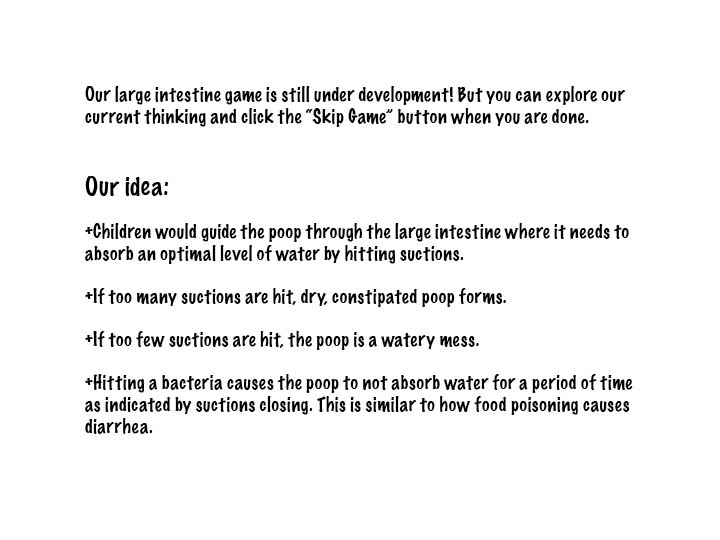 Our large intestine game is still under development! But you can explore our
current thinking and click the “Skip Game” button when you are done.
Our idea:
+Children would guide the poop through the large intestine where it needs to
absorb an optimal level of water by hitting suctions.
+If too many suctions are hit, dry, constipated poop forms.
+If too few suctions are hit, the poop is a watery mess.
+Hitting a bacteria causes the poop to not absorb water for a period of time
as indicated by suctions closing. This is similar to how food poisoning causes
diarrhea.